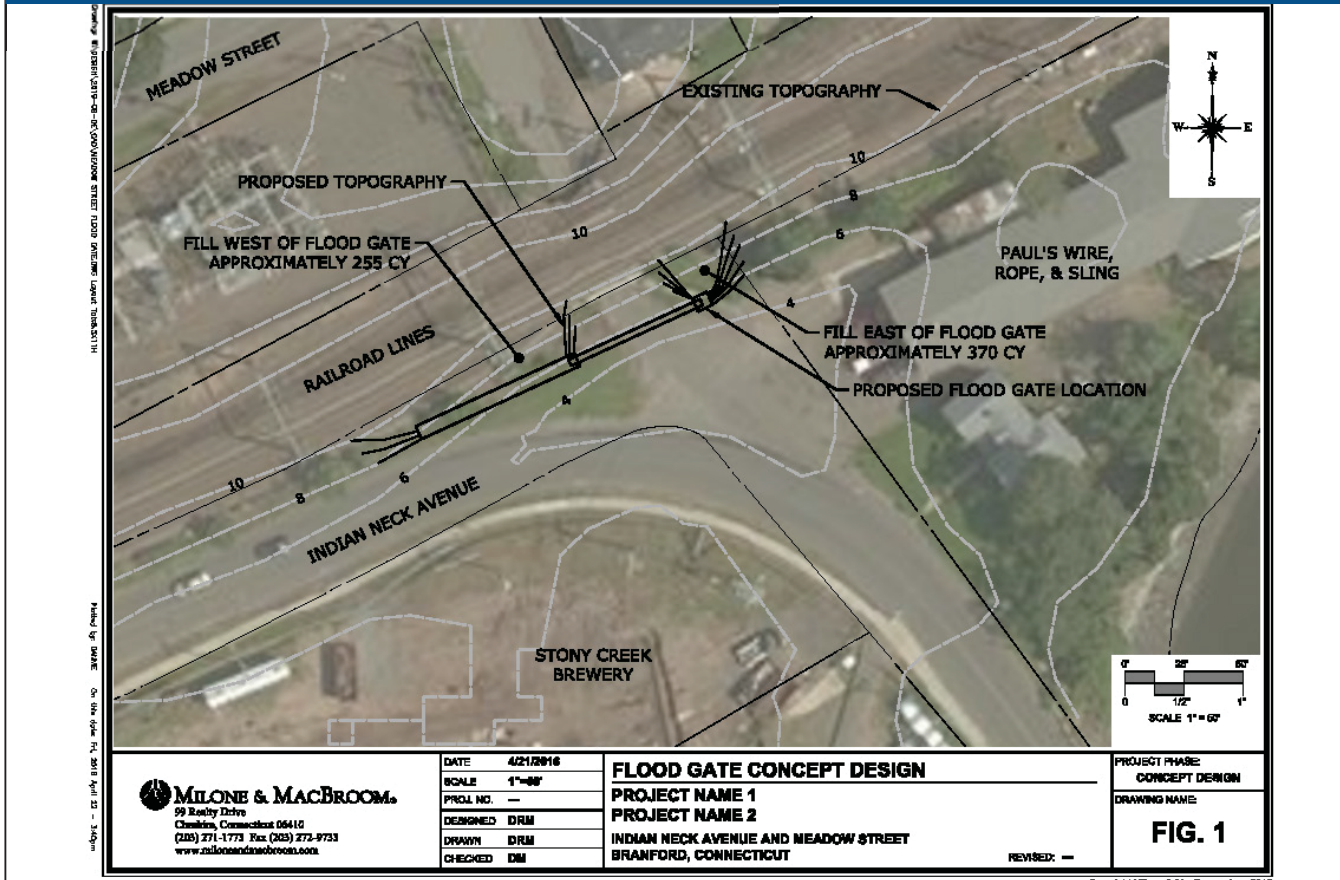 MEADOW STREET
EXISTING TOPOGRAPHY
N
W E
S
10
8
6
4
PROPOSED TOPOGRAPHY
10
FILL WEST OF FLOOD GATE
APPROXIMATELY 255 CY
PAUL'S WIRE,
ROPE, & SLING
RAILROAD LINES
FILL EAST OF FLOOD GATE
APPROXIMATELY 370 CY
PROPOSED FLOOD GATE LOCATION
10
8
6
INDIAN NECK AVENUE
STONY CREEK
BREWERY
0' 25' 50'
0 1/2" 1"
SCALE 1" = 50'
MILONE & MACBROOM®
99 Realty Drive
Cheshire, Connecticut 06410
(203) 271-1773 Fax (203) 272-9733
www.miloneandmacbroom.com
DATE 4/21/2016
SCALE
PROJ. NO. —
DESIGNED DRM
DRAWN DRM
CHECKED DM
FLOOD GATE CONCEPT DESIGN
PROJECT NAME 1
PROJECT NAME 2
INDIAN NECK AVENUE AND MEADOW STREET
BRANFORD, CONNECTICUT
REVISED: —
PROJECT PHASE:
CONCEPT DESIGN
DRAWING NAME:
FIG. 1